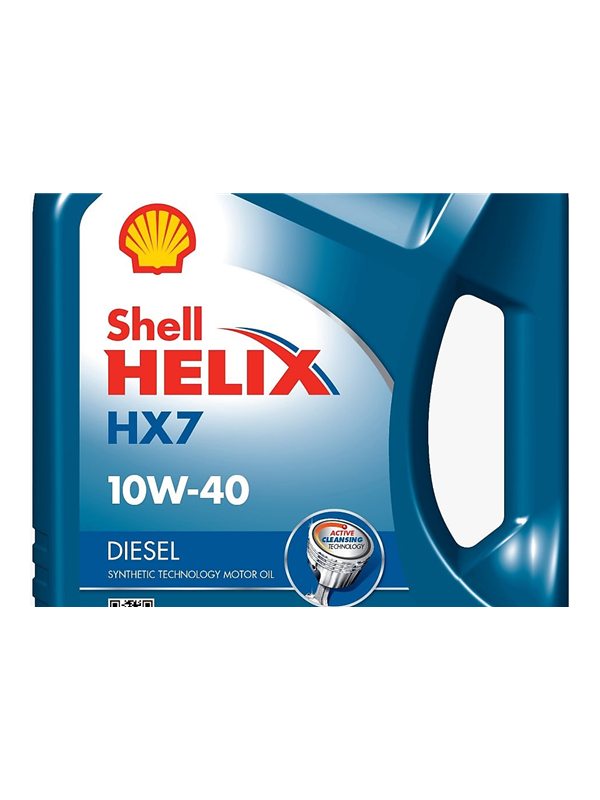 Shell
HELIX
HX7
10W-40
DIESEL
SYNTHETIC TECHNOLOGY MOTOR OIL
ACTIVE
CLEANSING
TECHNOLOGY